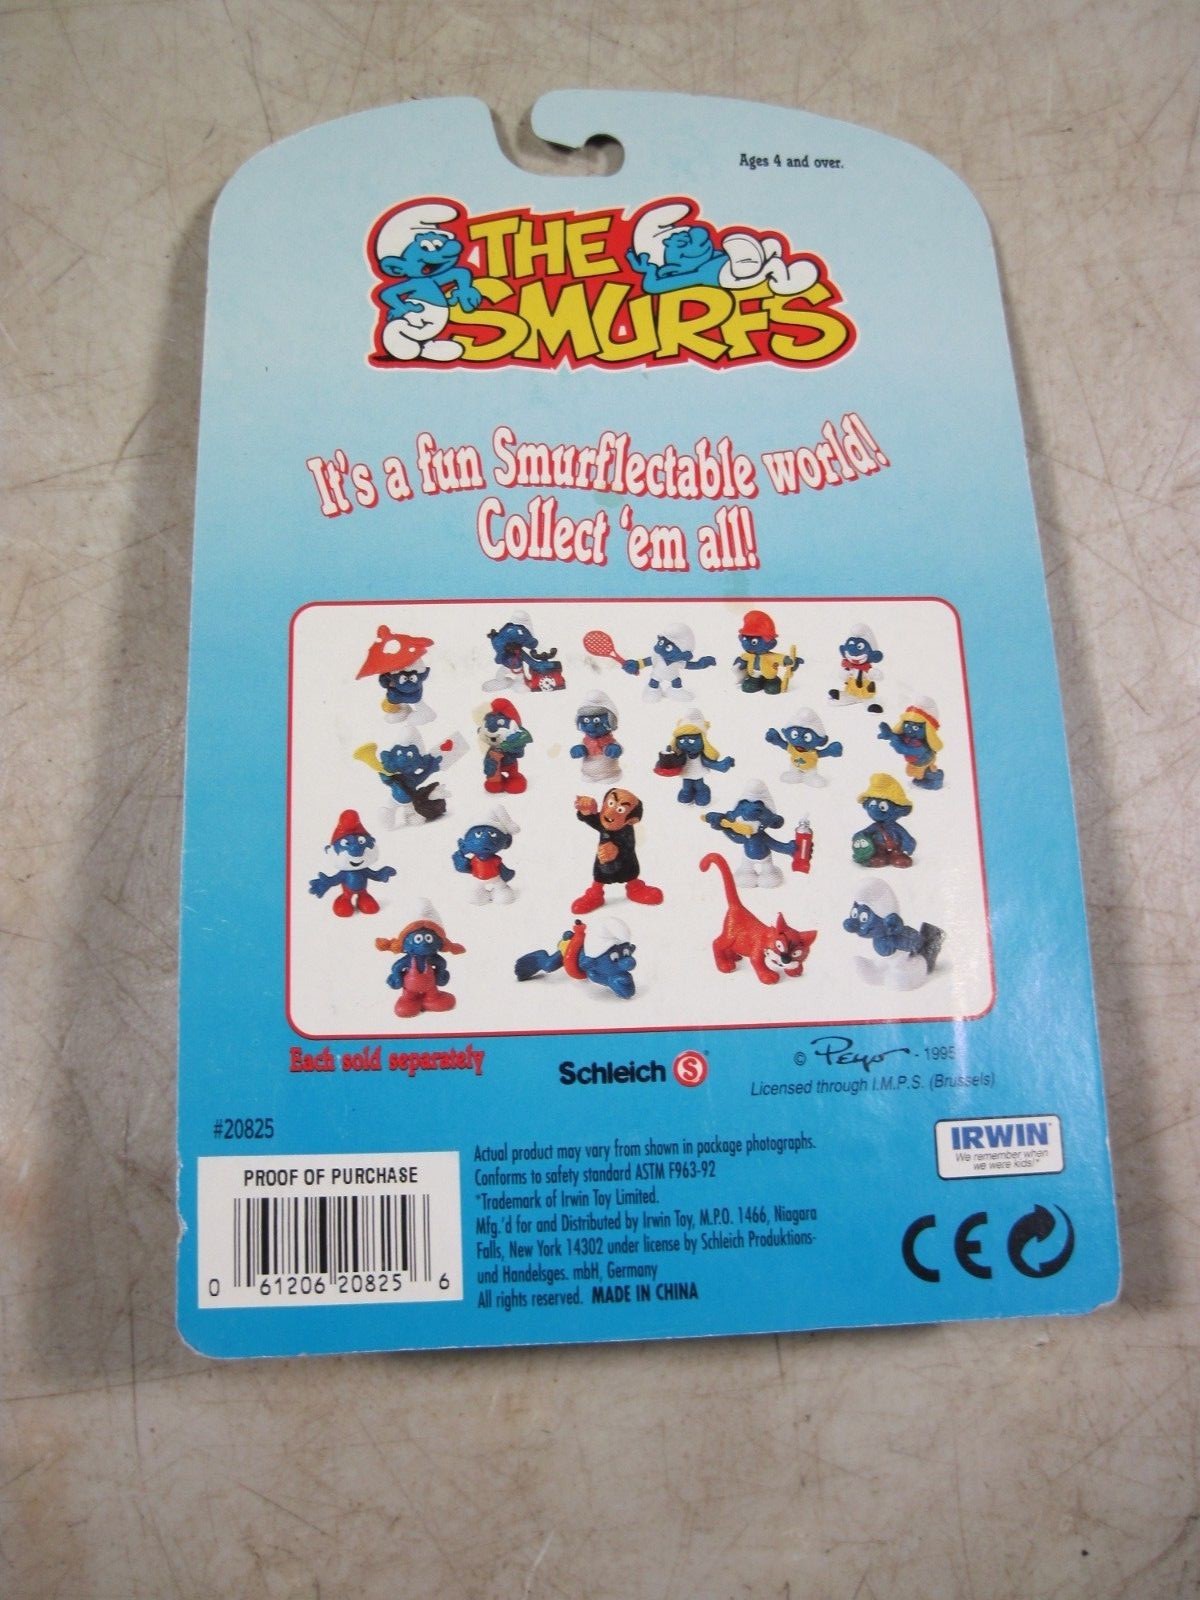 Ages 4 and over.
THE
SMURFS
It's a fun Smurflectable world!
Collect 'em all!
Each sold separately
Schleich S
© Peyo - 1995
Licensed through I.M.P.S. (Brussels)
#20825
PROOF OF PURCHASE
0 61206 20825 6
Actual product may vary from shown in package photographs.
Conforms to safety standard ASTM F963-92
*Trademark of Irwin Toy Limited.
Mfg.'d for and Distributed by Irwin Toy, M.P.O. 1466, Niagara
Falls, New York 14302 under license by Schleich Produktions-
und Handelsges. mbH, Germany
All rights reserved. MADE IN CHINA
IRWIN
We remember when
we were kids!*
CE